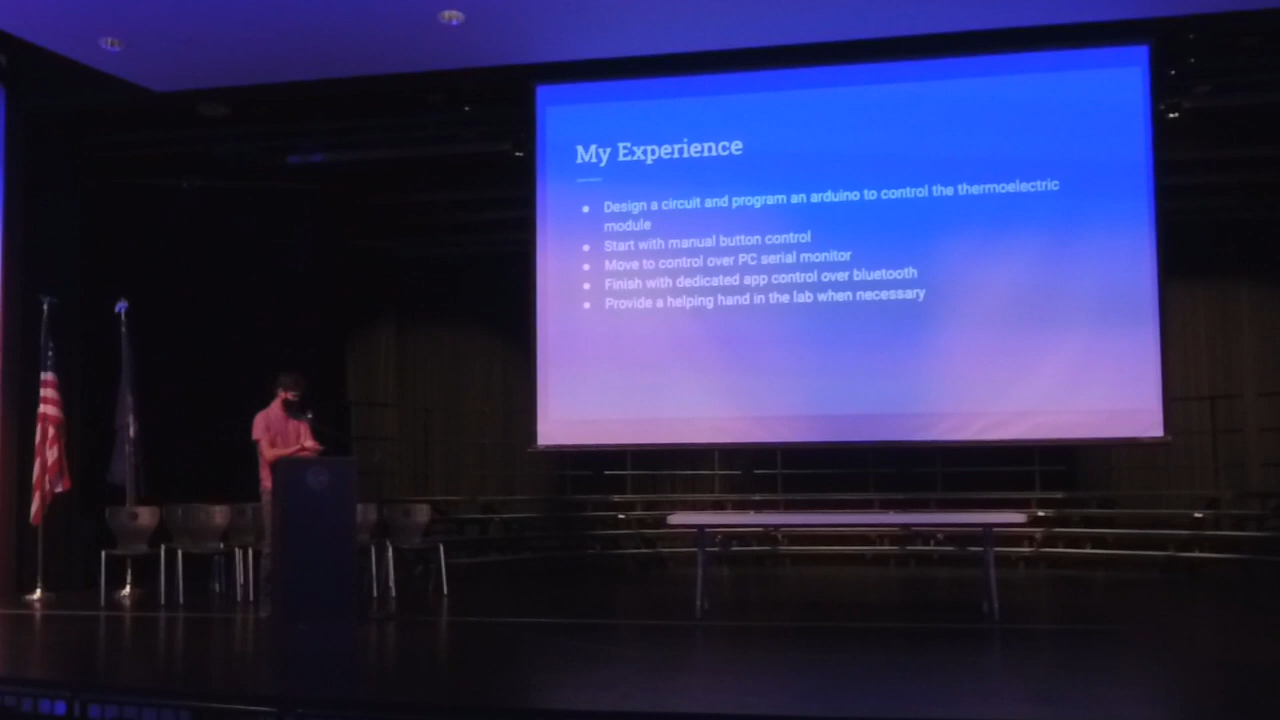 My Experience
● Design a circuit and program an arduino to control the thermoelectric
module
● Start with manual button control
● Move to control over PC serial monitor
● Finish with dedicated app control over bluetooth
● Provide a helping hand in the lab when necessary